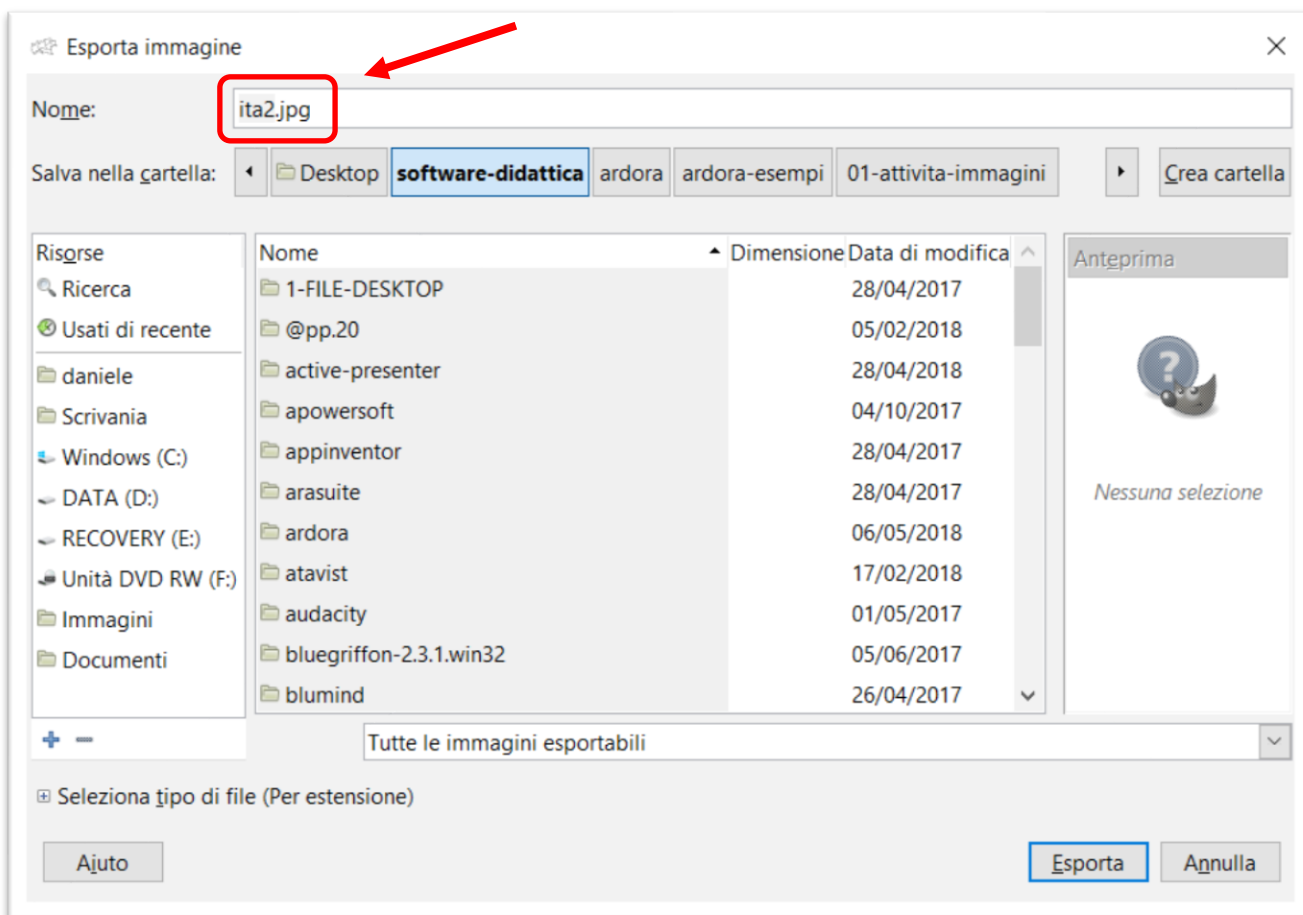 Esporta immagine
Nome: ita2.jpg
Salva nella cartella: Desktop software-didattica ardora ardora-esempi 01-attivita-immagini Crea cartella
Risorse
Ricerca
Usati di recente
daniele
Scrivania
Windows (C:)
DATA (D:)
RECOVERY (E:)
Unità DVD RW (F:)
Immagini
Documenti
Nome Dimensione Data di modifica
1-FILE-DESKTOP 28/04/2017
@pp.20 05/02/2018
active-presenter 28/04/2018
apowersoft 04/10/2017
appinventor 28/04/2017
arasuite 28/04/2017
ardora 06/05/2018
atavist 17/02/2018
audacity 01/05/2017
bluegriffon-2.3.1.win32 05/06/2017
blumind 26/04/2017
Anteprima
Nessuna selezione
Tutte le immagini esportabili
Seleziona tipo di file (Per estensione)
Aiuto Esporta Annulla